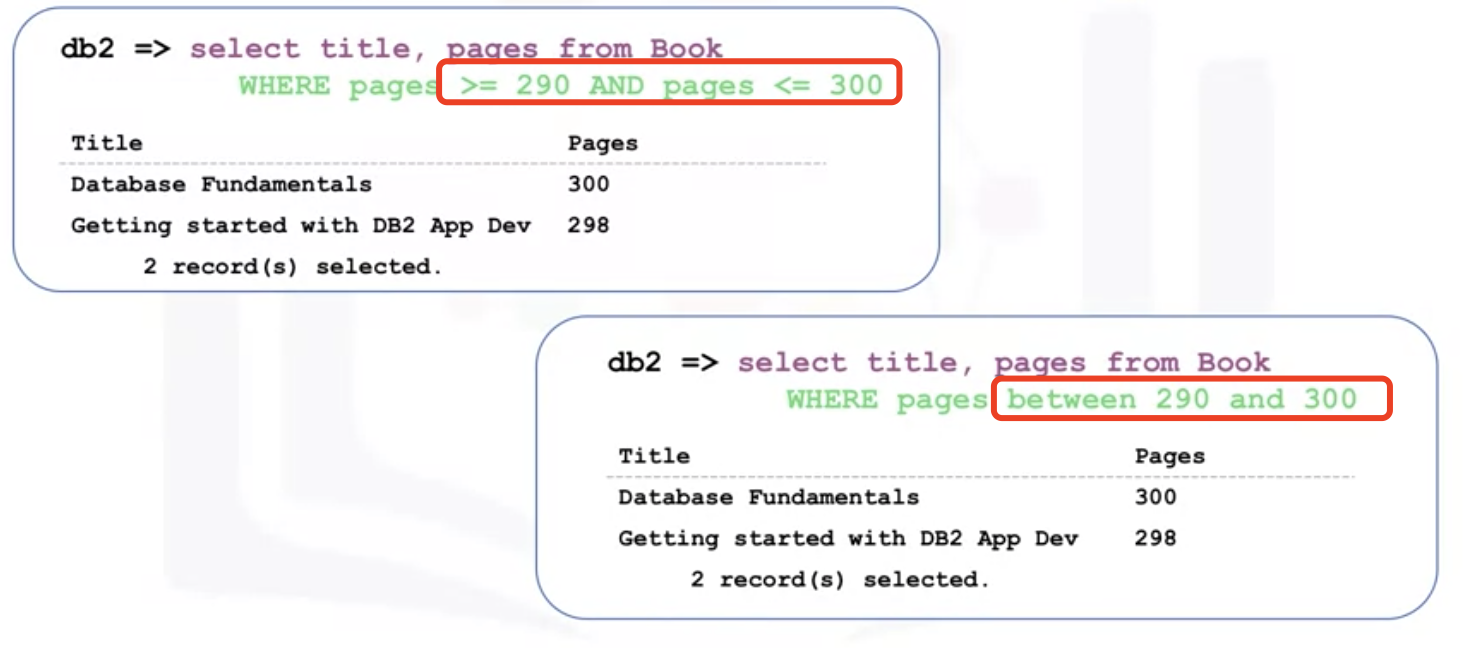 db2 => select title, pages from Book
WHERE pages >= 290 AND pages <= 300
Title Pages
Database Fundamentals 300
Getting started with DB2 App Dev 298
2 record(s) selected.
db2 => select title, pages from Book
WHERE pages between 290 and 300
Title Pages
Database Fundamentals 300
Getting started with DB2 App Dev 298
2 record(s) selected.